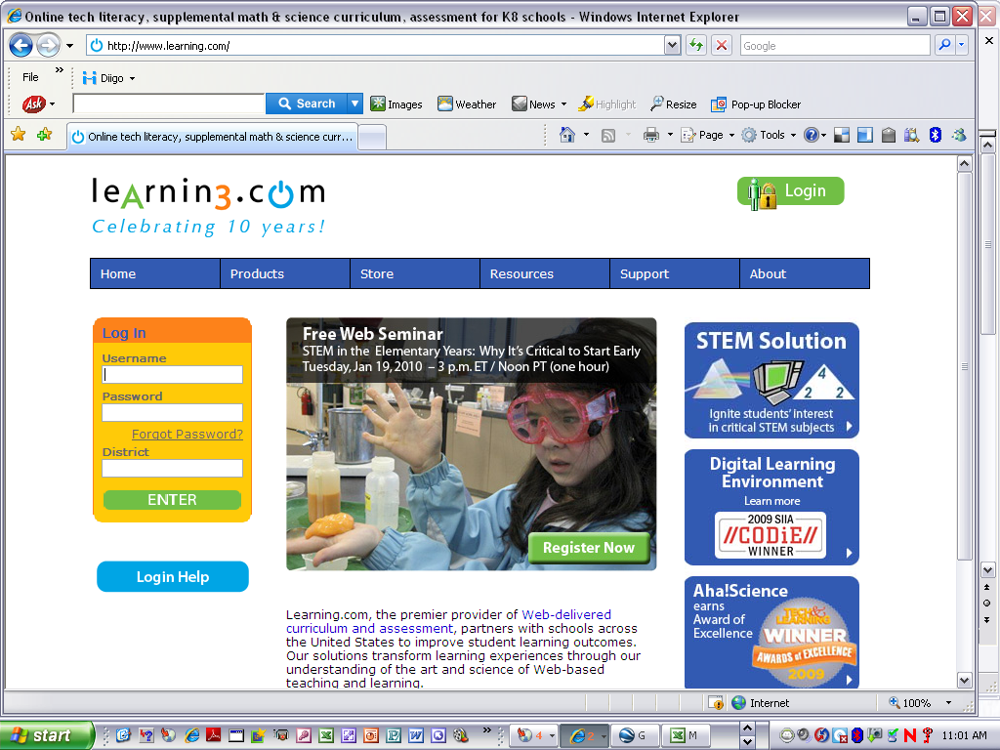 Online tech literacy, supplemental math & science curriculum, assessment for K8 schools - Windows Internet Explorer
http://www.learning.com/
Google
File
»
Diigo
Ask
Search
Images
Weather
News
Highlight
Resize
Pop-up Blocker
Online tech literacy, supplemental math & science curr...
Page
Tools
leArnin3.com
Celebrating 10 years!
Login
Home
Products
Store
Resources
Support
About
Log In
Username
Password
Forgot Password?
District
ENTER
Login Help
Free Web Seminar
STEM in the Elementary Years: Why It's Critical to Start Early
Tuesday, Jan 19, 2010 – 3 p.m. ET / Noon PT (one hour)
Register Now
STEM Solution
4
2 2
Ignite students' interest
in critical STEM subjects
Digital Learning
Environment
Learn more
2009 SIIA
//CODiE//
WINNER
Aha!Science
earns
Award of
Excellence
TECH&
LEARNING
WINNER
AWARDS of EXCELLENCE
2009
Learning.com, the premier provider of Web-delivered
curriculum and assessment, partners with schools across
the United States to improve student learning outcomes.
Our solutions transform learning experiences through our
understanding of the art and science of Web-based
teaching and learning.
Internet
100%
start
»
4
2
G
M
11:01 AM